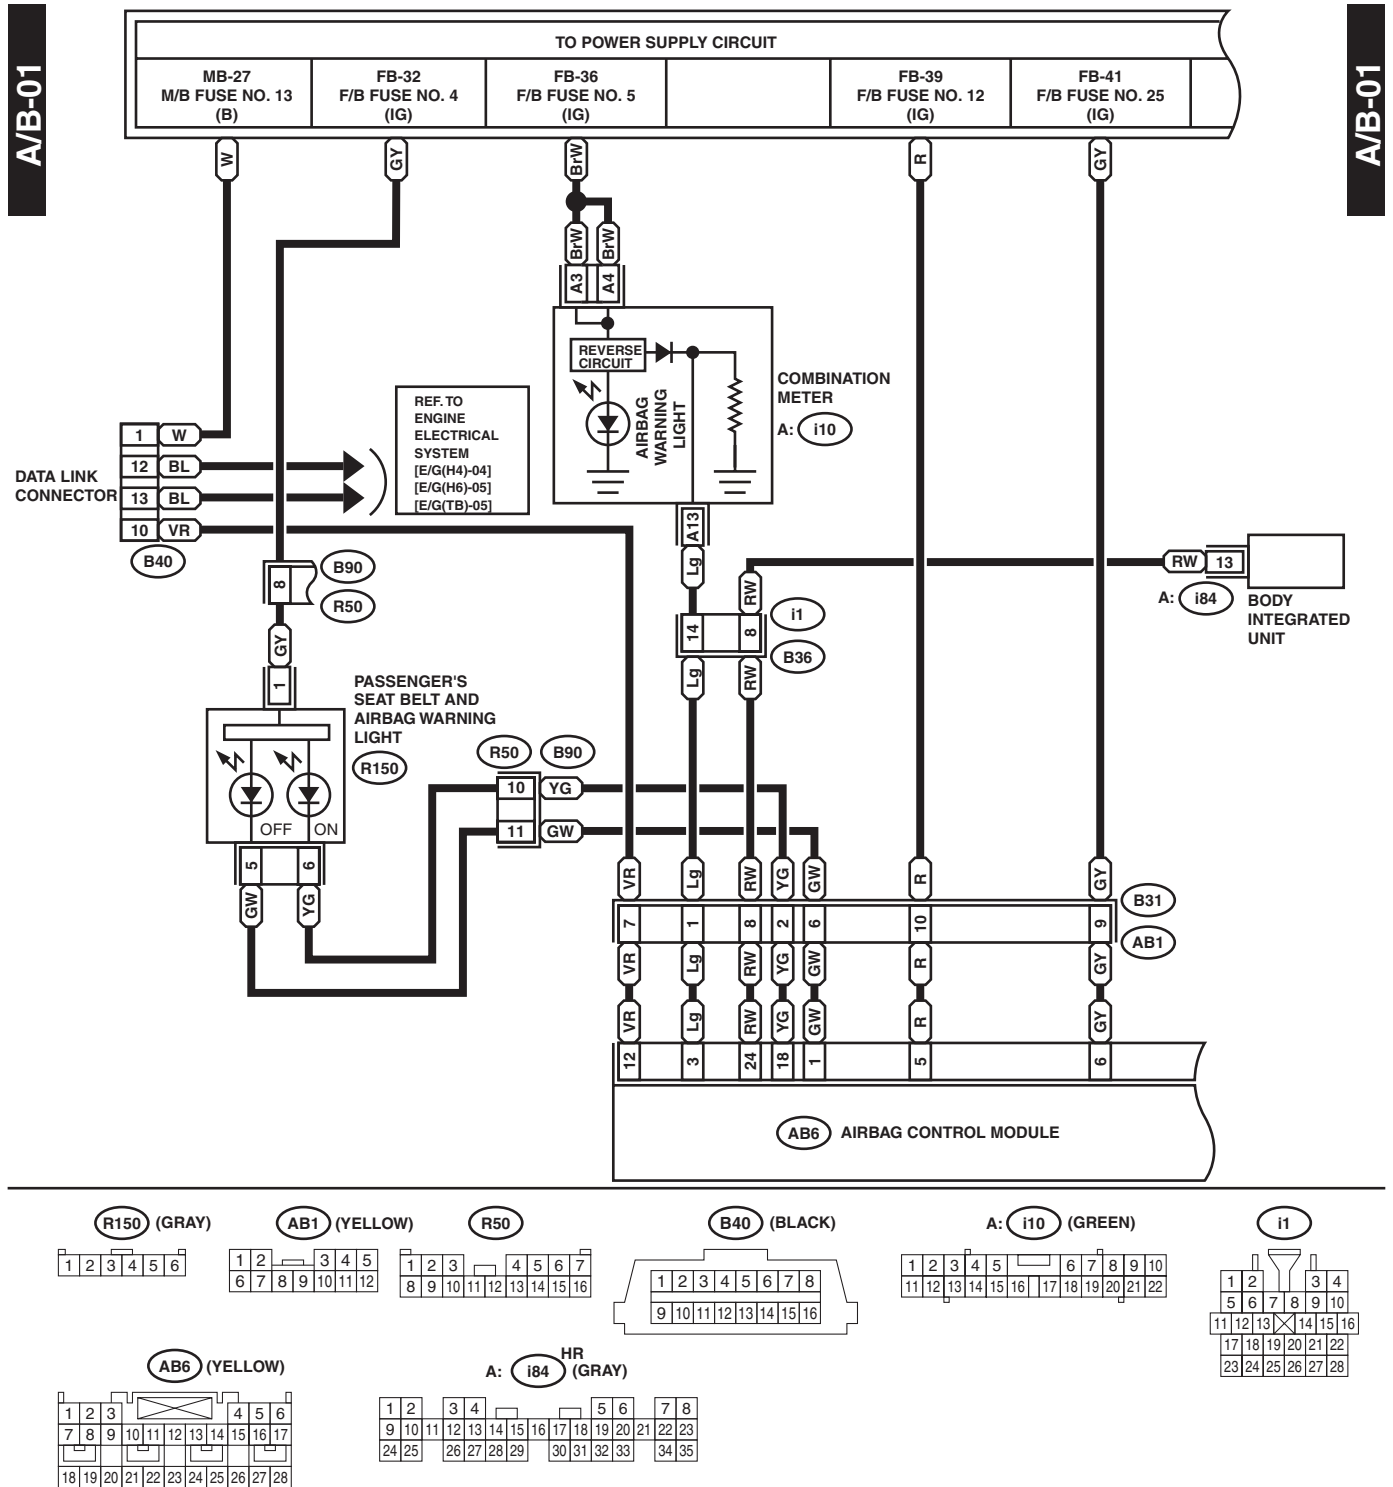 A/B-01
A/B-01
TO POWER SUPPLY CIRCUIT
MB-27
M/B FUSE NO. 13
(B)
FB-32
F/B FUSE NO. 4
(IG)
FB-36
F/B FUSE NO. 5
(IG)
FB-39
F/B FUSE NO. 12
(IG)
FB-41
F/B FUSE NO. 25
(IG)
W
GY
BrW
R
GY
BrW
BrW
A3
A4
REVERSE
CIRCUIT
AIRBAG
WARNING
LIGHT
COMBINATION
METER
A: i10
REF. TO
ENGINE
ELECTRICAL
SYSTEM
[E/G(H4)-04]
[E/G(H6)-05]
[E/G(TB)-05]
DATA LINK
CONNECTOR
1 W
12 BL
13 BL
10 VR
B40
A13
Lg
RW
14
8
i1
B36
Lg
RW
RW 13
A: i84
BODY
INTEGRATED
UNIT
8
B90
R50
GY
1
PASSENGER'S
SEAT BELT AND
AIRBAG WARNING
LIGHT
R150
OFF
ON
5
6
GW
YG
R50
B90
10 YG
11 GW
VR Lg RW YG GW R GY
B31
7 1 8 2 6 10 9
AB1
VR Lg RW YG GW R GY
VR Lg RW YG GW R GY
12 3 24 18 1 5 6
AB6 AIRBAG CONTROL MODULE
R150 (GRAY)
1 2 3 4 5 6
AB1 (YELLOW)
1 2 3 4 5
6 7 8 9 10 11 12
R50
1 2 3 4 5 6 7
8 9 10 11 12 13 14 15 16
B40 (BLACK)
1 2 3 4 5 6 7 8
9 10 11 12 13 14 15 16
A: i10 (GREEN)
1 2 3 4 5 6 7 8 9 10
11 12 13 14 15 16 17 18 19 20 21 22
i1
1 2 3 4
5 6 7 8 9 10
11 12 13 14 15 16
17 18 19 20 21 22
23 24 25 26 27 28
AB6 (YELLOW)
1 2 3 4 5 6
7 8 9 10 11 12 13 14 15 16 17
18 19 20 21 22 23 24 25 26 27 28
HR
A: i84 (GRAY)
1 2 3 4 5 6 7 8
9 10 11 12 13 14 15 16 17 18 19 20 21 22 23
24 25 26 27 28 29 30 31 32 33 34 35